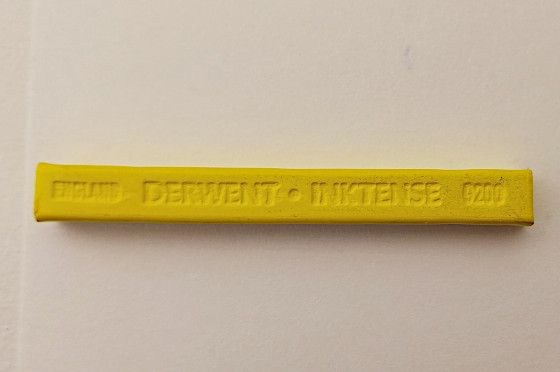 ENGLAND DERWENT • INKTENSE 0200